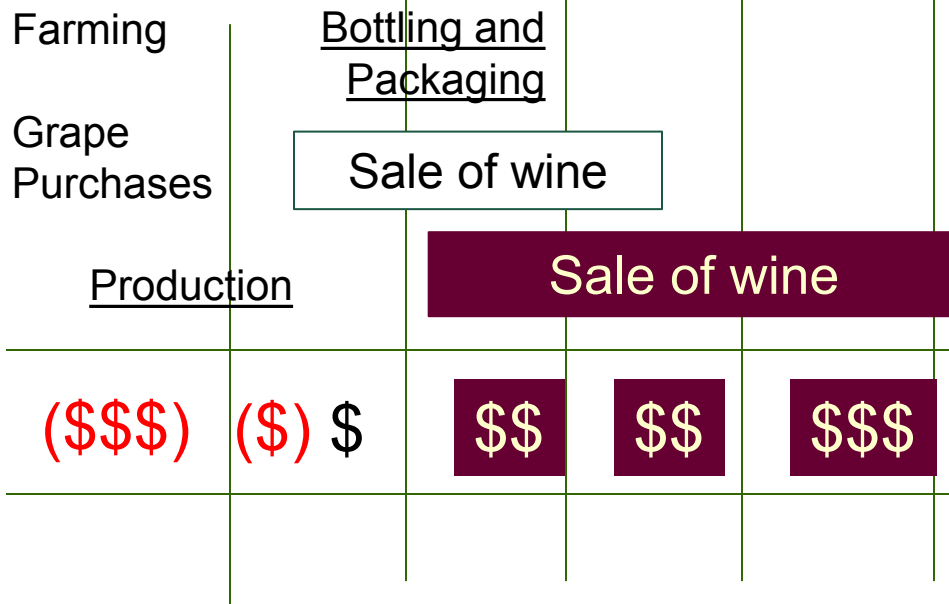 Farming
Bottling and
Packaging
Grape
Purchases
Sale of wine
Sale of wine
Production
($$$) ($) $ $$ $$ $$$